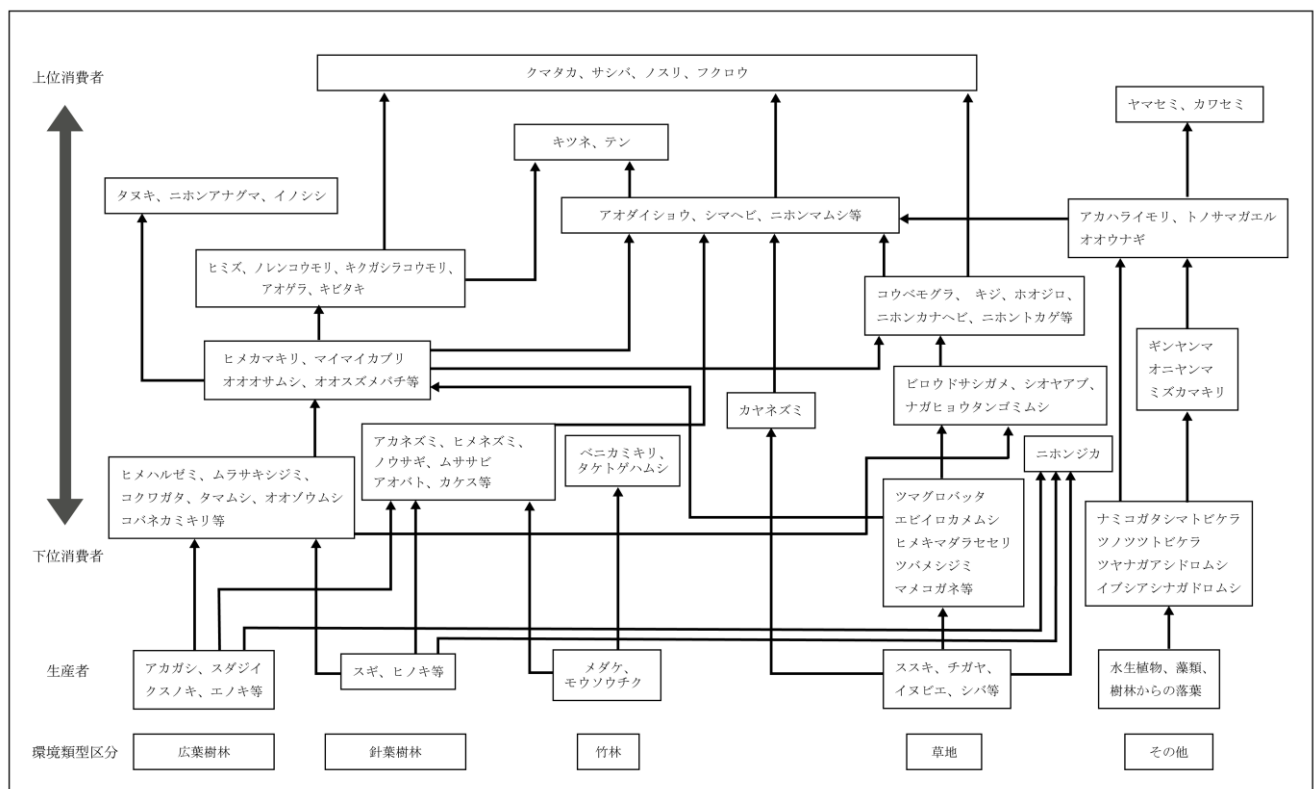 上位消費者
クマタカ、サシバ、ノスリ、フクロウ
ヤマセミ、カワセミ
キツネ、テン
タヌキ、ニホンアナグマ、イノシシ
アオダイショウ、シマヘビ、ニホンマムシ等
アカハライモリ、トノサマガエル
オオウナギ
ヒミズ、ノレンコウモリ、キクガシラコウモリ、
アオゲラ、キビタキ
コウベモグラ、 キジ、ホオジロ、
ニホンカナヘビ、ニホントカゲ等
ヒメカマキリ、マイマイカブリ
オオオサムシ、オオスズメバチ等
ギンヤンマ
オニヤンマ
ミズカマキリ
ビロウドサシガメ、シオヤアブ、
ナガヒョウタンゴミムシ
カヤネズミ
アカネズミ、ヒメネズミ、
ノウサギ、ムササビ
アオバト、カケス等
ベニカミキリ、
タケトゲハムシ
ニホンジカ
ヒメハルゼミ、ムラサキシジミ、
コクワガタ、タマムシ、オオゾウムシ
コバネカミキリ等
ツマグロバッタ
エビイロカメムシ
ヒメキマダラセセリ
ツバメシジミ
マメコガネ等
ナミコガタシマトビケラ
ツノツツトビケラ
ツヤナガアシドロムシ
イブシアシナガドロムシ
下位消費者
生産者
アカガシ、スダジイ
クスノキ、エノキ等
スギ、ヒノキ等
メダケ、
モウソウチク
ススキ、チガヤ、
イヌビエ、シバ等
水生植物、藻類、
樹林からの落葉
環境類型区分
広葉樹林
針葉樹林
竹林
草地
その他